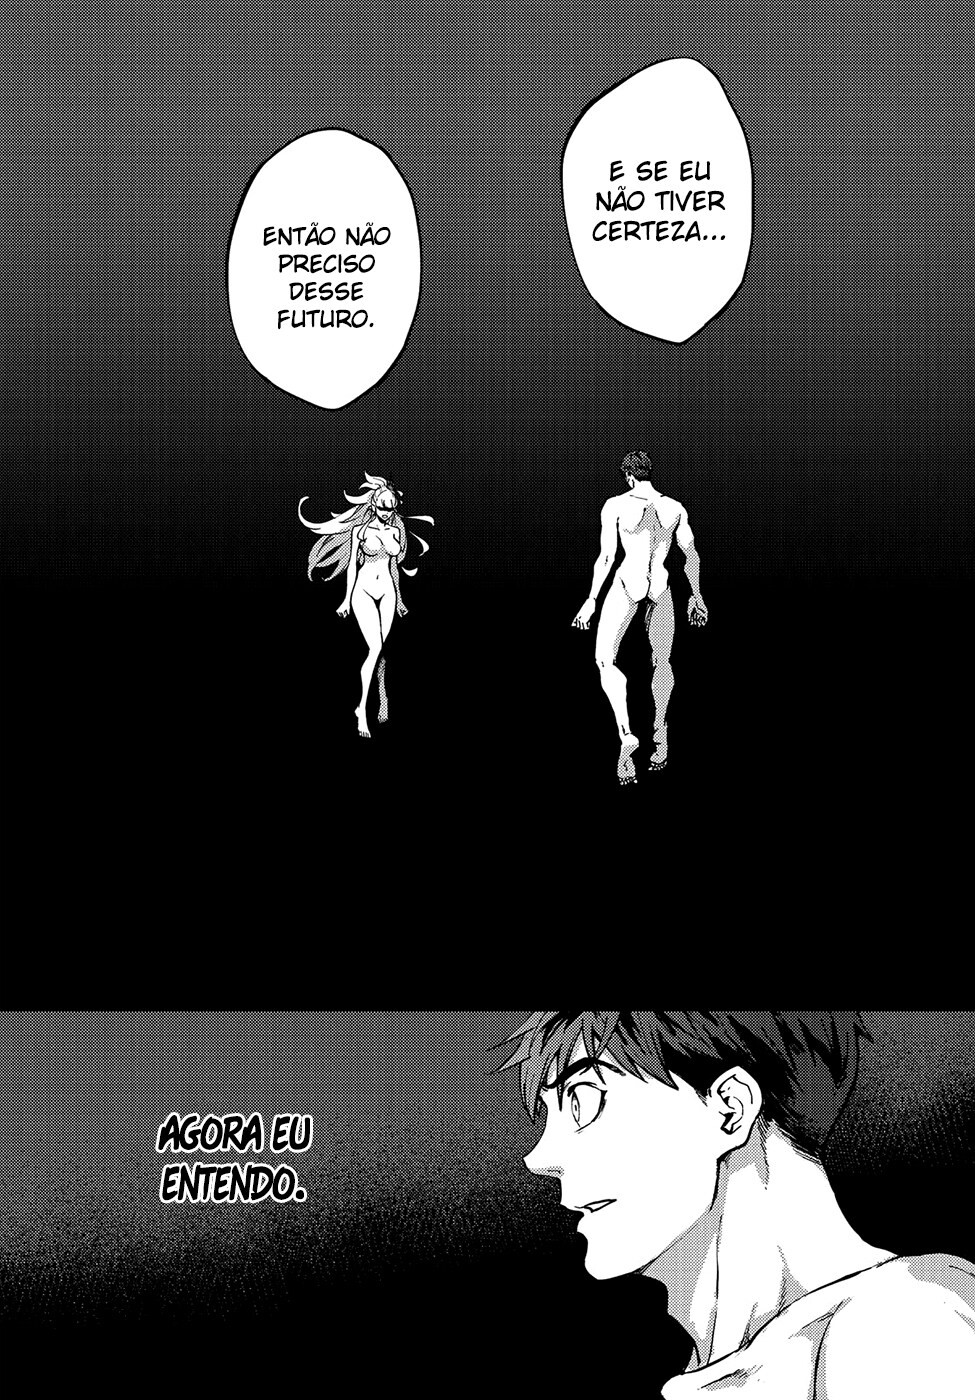 E SE EU
NÃO TIVER
CERTEZA...
ENTÃO NÃO
PRECISO
DESSE
FUTURO.
AGORA EU
ENTENDO.